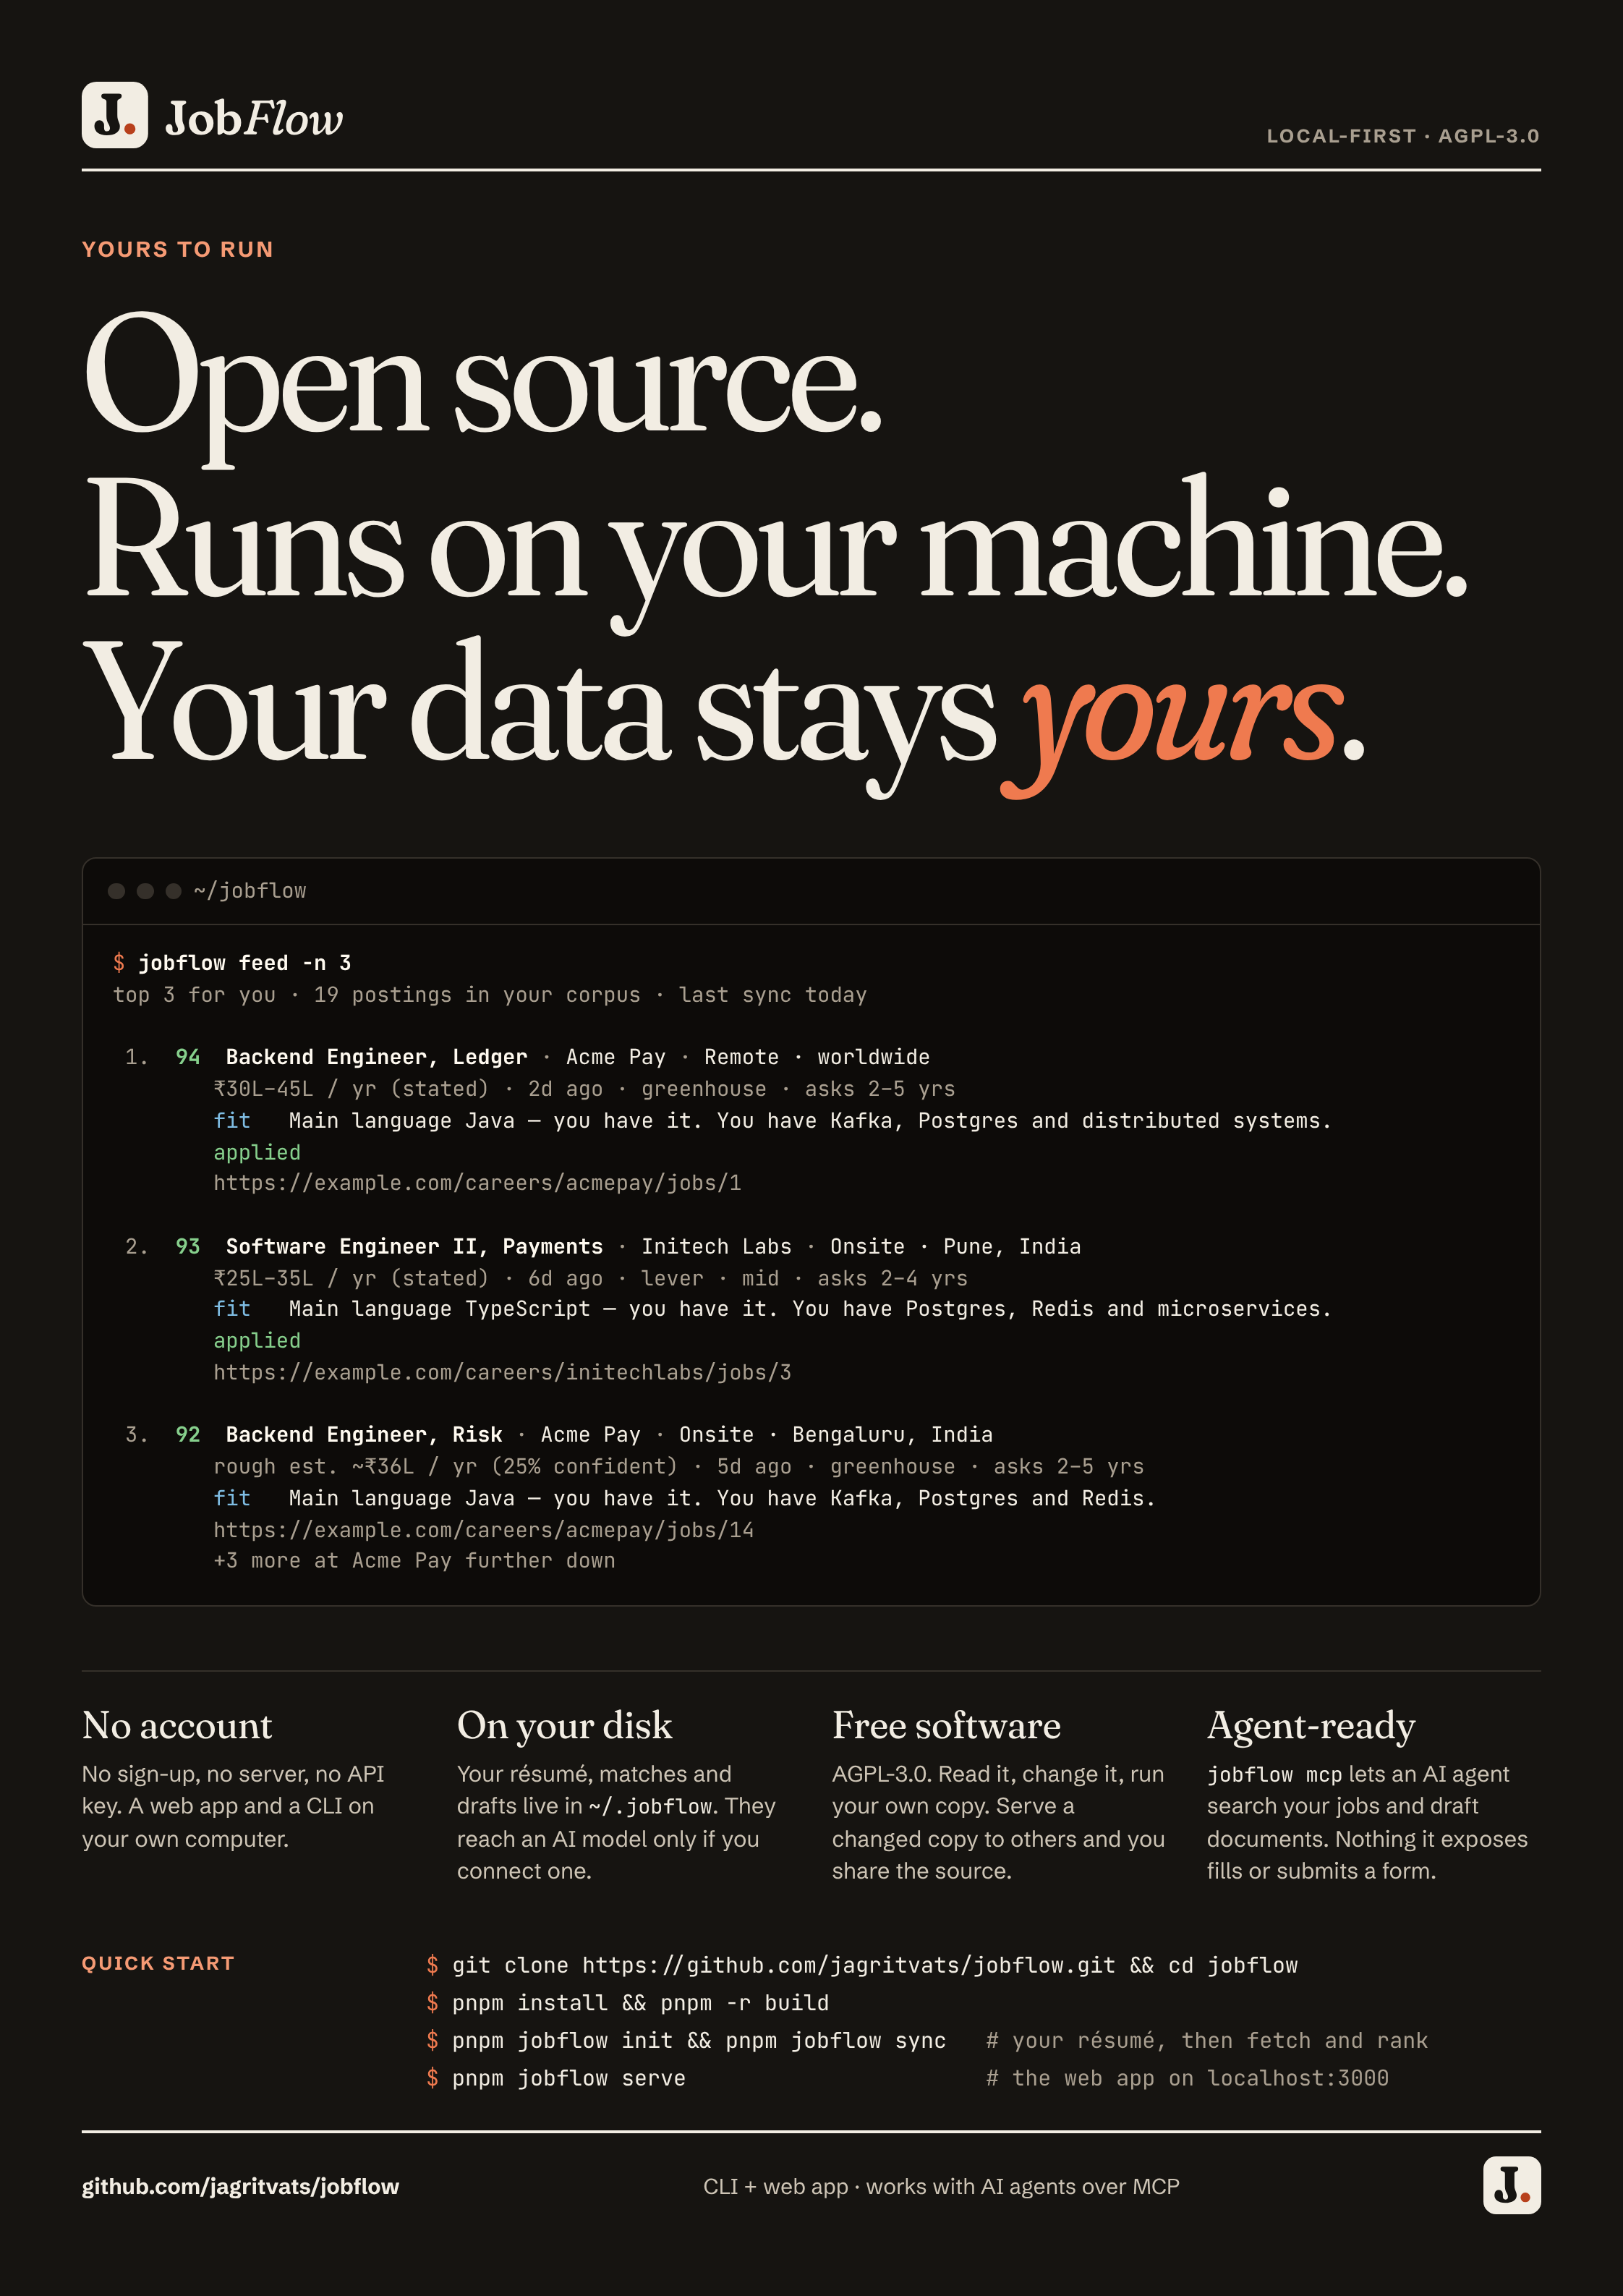 J. JobFlow
LOCAL-FIRST · AGPL-3.0
YOURS TO RUN
Open source.
Runs on your machine.
Your data stays yours.
~/jobflow
$ jobflow feed -n 3
top 3 for you · 19 postings in your corpus · last sync today
1. 94 Backend Engineer, Ledger · Acme Pay · Remote · worldwide
₹30L–45L / yr (stated) · 2d ago · greenhouse · asks 2–5 yrs
fit Main language Java — you have it. You have Kafka, Postgres and distributed systems.
applied
https://example.com/careers/acmepay/jobs/1
2. 93 Software Engineer II, Payments · Initech Labs · Onsite · Pune, India
₹25L–35L / yr (stated) · 6d ago · lever · mid · asks 2–4 yrs
fit Main language TypeScript — you have it. You have Postgres, Redis and microservices.
applied
https://example.com/careers/initechlabs/jobs/3
3. 92 Backend Engineer, Risk · Acme Pay · Onsite · Bengaluru, India
rough est. ~₹36L / yr (25% confident) · 5d ago · greenhouse · asks 2–5 yrs
fit Main language Java — you have it. You have Kafka, Postgres and Redis.
https://example.com/careers/acmepay/jobs/14
+3 more at Acme Pay further down
No account
No sign-up, no server, no API
key. A web app and a CLI on
your own computer.
On your disk
Your résumé, matches and
drafts live in ~/.jobflow. They
reach an AI model only if you
connect one.
Free software
AGPL-3.0. Read it, change it, run
your own copy. Serve a
changed copy to others and you
share the source.
Agent-ready
jobflow mcp lets an AI agent
search your jobs and draft
documents. Nothing it exposes
fills or submits a form.
QUICK START
$ git clone https://github.com/jagritvats/jobflow.git && cd jobflow
$ pnpm install && pnpm -r build
$ pnpm jobflow init && pnpm jobflow sync # your résumé, then fetch and rank
$ pnpm jobflow serve # the web app on localhost:3000
github.com/jagritvats/jobflow
CLI + web app · works with AI agents over MCP
J.